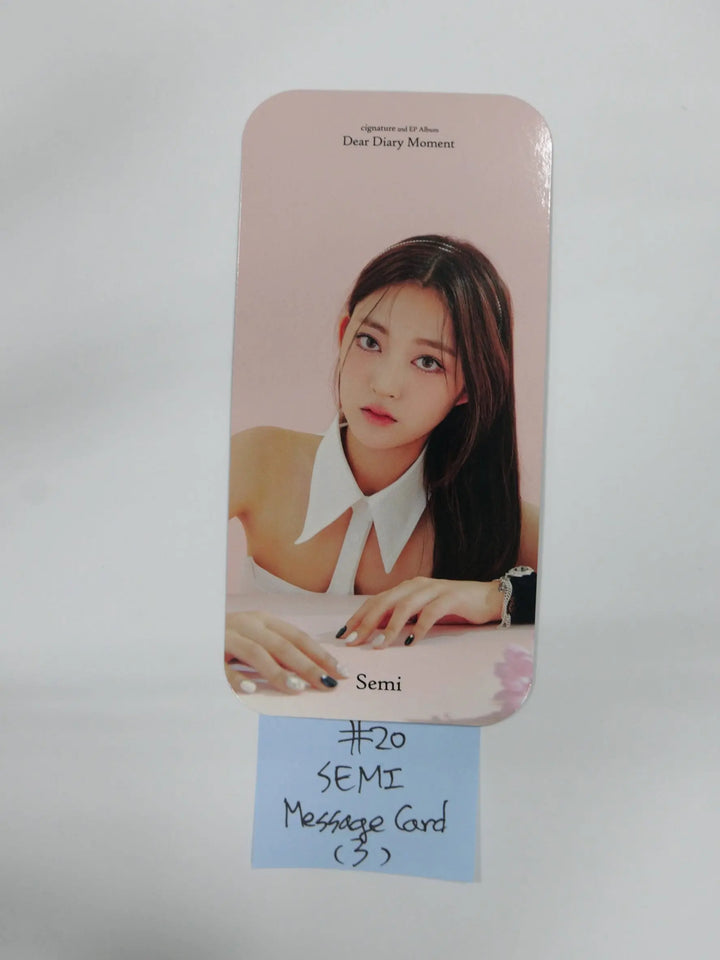 cignature 2nd EP Album
Dear Diary Moment
Semi
#20
SEMI
Message Card
(3)